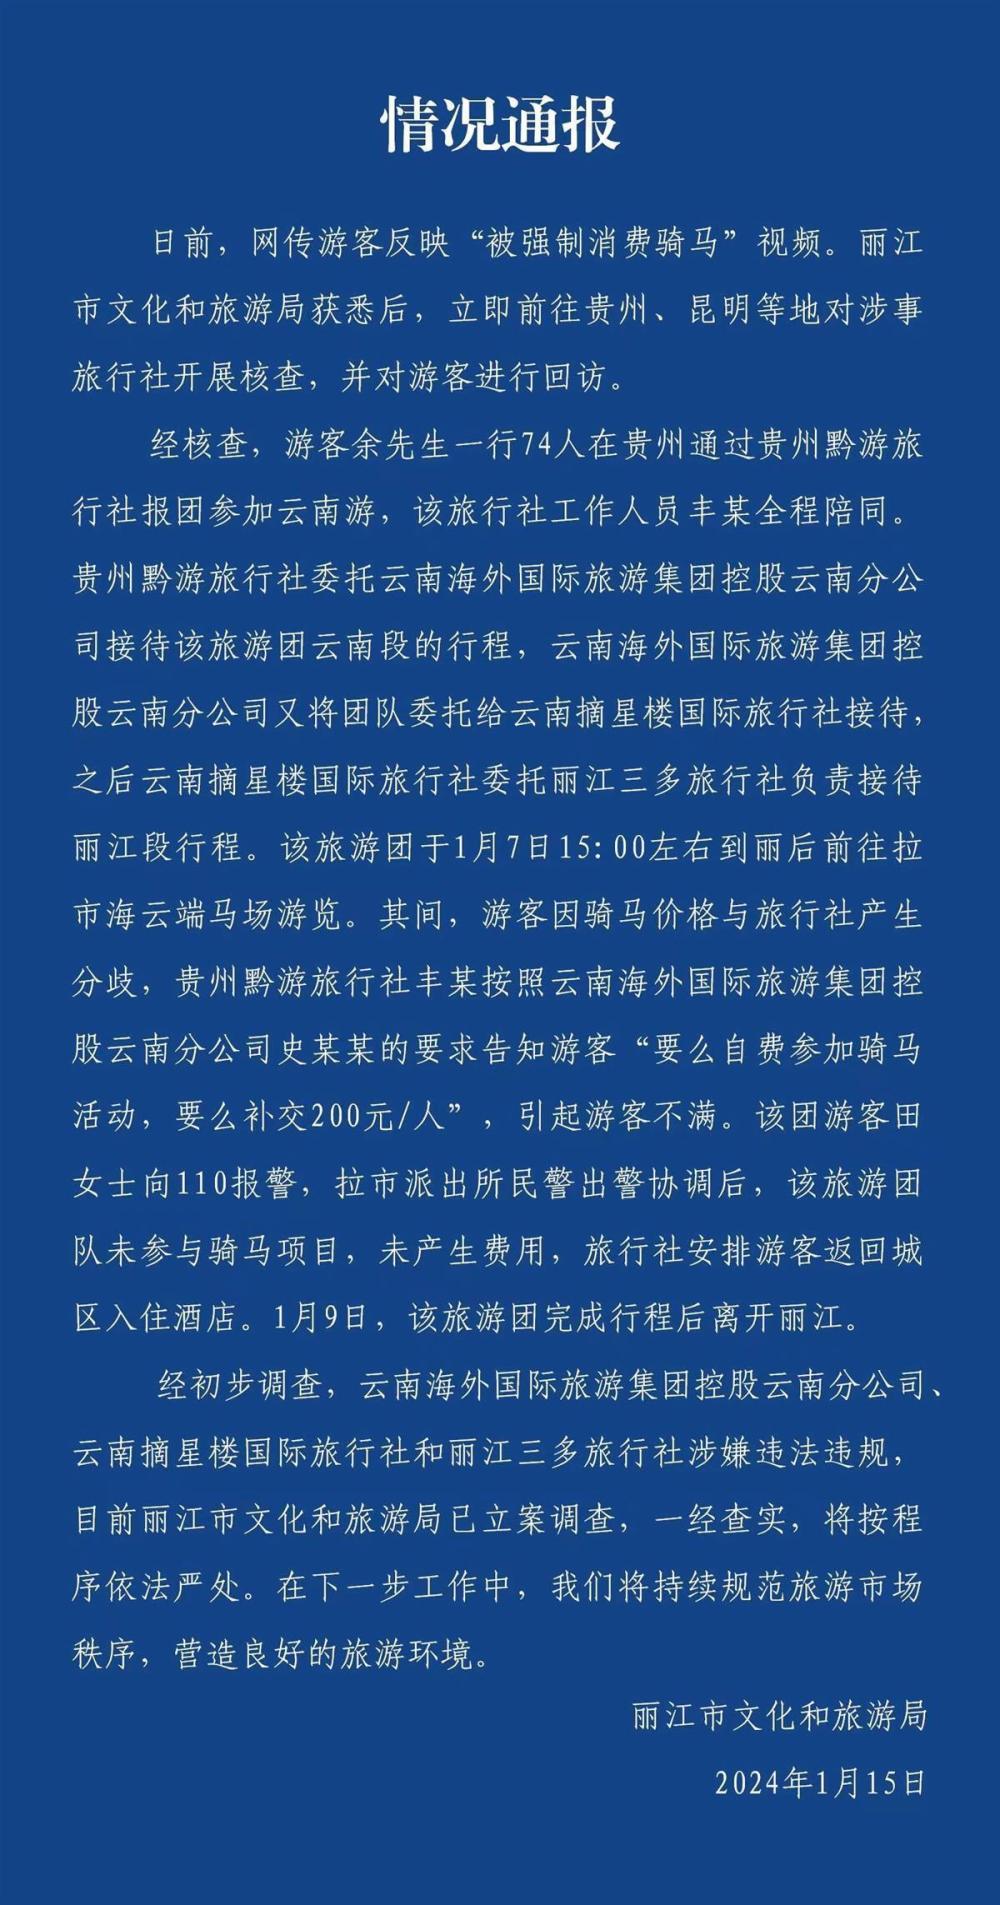 情况通报
日前，网传游客反映“被强制消费骑马”视频。丽江
市文化和旅游局获悉后，立即前往贵州、昆明等地对涉事
旅行社开展核查，并对游客进行回访。
经核查，游客余先生一行74人在贵州通过贵州黔游旅
行社报团参加云南游，该旅行社工作人员丰某全程陪同。
贵州黔游旅行社委托云南海外国际旅游集团控股云南分公
司接待该旅游团云南段的行程，云南海外国际旅游集团控
股云南分公司又将团队委托给云南摘星楼国际旅行社接待，
之后云南摘星楼国际旅行社委托丽江三多旅行社负责接待
丽江段行程。该旅游团于1月7日15：00左右到丽后前往拉
市海云端马场游览。其间，游客因骑马价格与旅行社产生
分歧，贵州黔游旅行社丰某按照云南海外国际旅游集团控
股云南分公司史某某的要求告知游客“要么自费参加骑马
活动，要么补交200元/人”，引起游客不满。该团游客田
女士向110报警，拉市派出所民警出警协调后，该旅游团
队未参与骑马项目，未产生费用，旅行社安排游客返回城
区入住酒店。1月9日，该旅游团完成行程后离开丽江。
经初步调查，云南海外国际旅游集团控股云南分公司、
云南摘星楼国际旅行社和丽江三多旅行社涉嫌违法违规，
目前丽江市文化和旅游局已立案调查，一经查实，将按程
序依法严处。在下一步工作中，我们将持续规范旅游市场
秩序，营造良好的旅游环境。
丽江市文化和旅游局
2024年1月15日